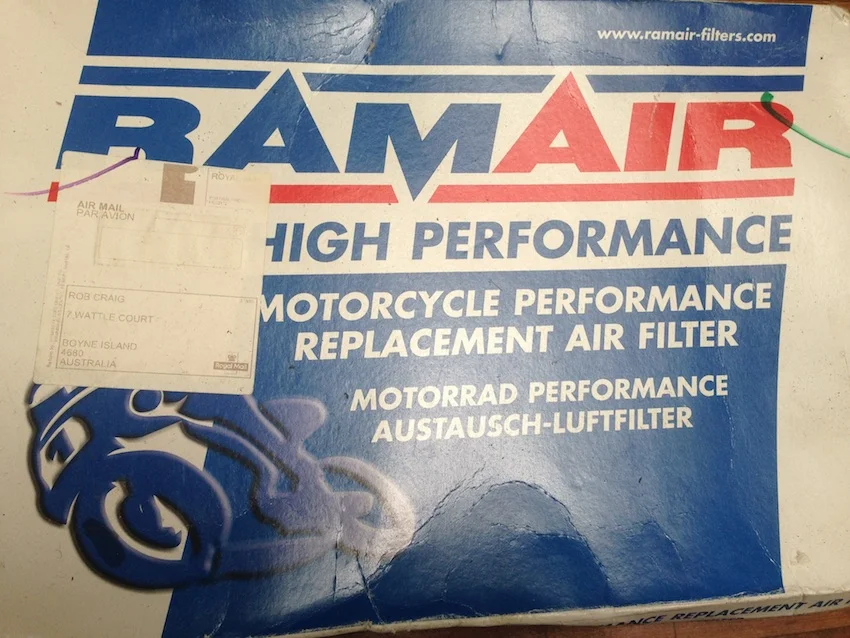 www.ramair-filters.com
RAMAIR
HIGH PERFORMANCE
MOTORCYCLE PERFORMANCE
REPLACEMENT AIR FILTER
MOTORRAD PERFORMANCE
AUSTAUSCH-LUFTFILTER
AIR MAIL
PAR AVION
ROB CRAIG
7 WATTLE COURT
BOYNE ISLAND
4680
AUSTRALIA
Royal Mail
REPLACEMENT AIR